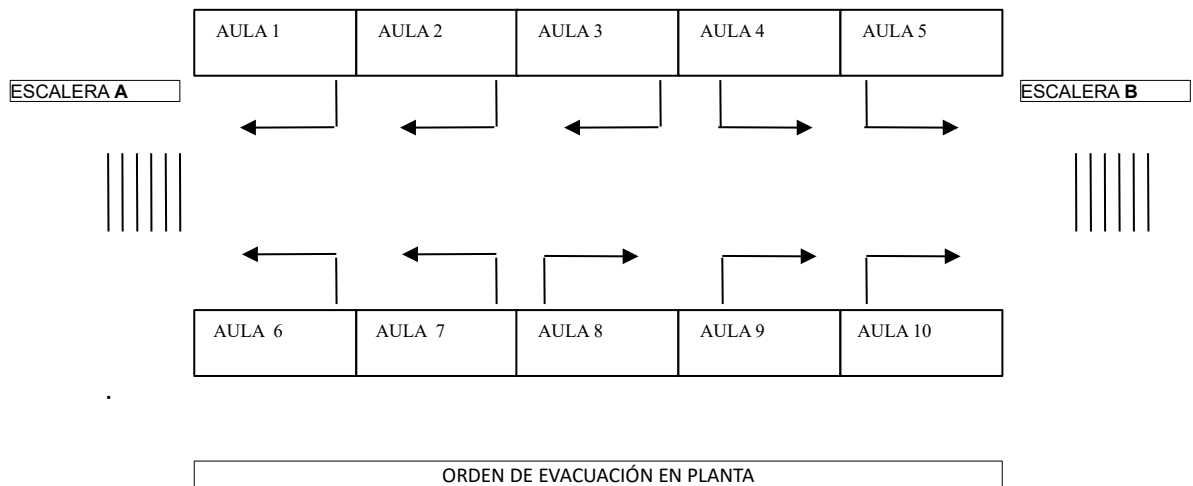 AULA 1
AULA 2
AULA 3
AULA 4
AULA 5
ESCALERA A
ESCALERA B
AULA 6
AULA 7
AULA 8
AULA 9
AULA 10
.
ORDEN DE EVACUACIÓN EN PLANTA